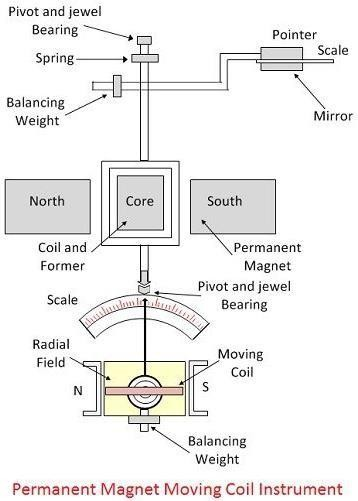 Pivot and jewel
Bearing
Spring
Pointer
Scale
Balancing
Weight
Mirror
North
Core
South
Coil and
Former
Permanent
Magnet
Pivot and jewel
Bearing
Scale
Radial
Field
Moving
Coil
N
S
Balancing
Weight
Permanent Magnet Moving Coil Instrument